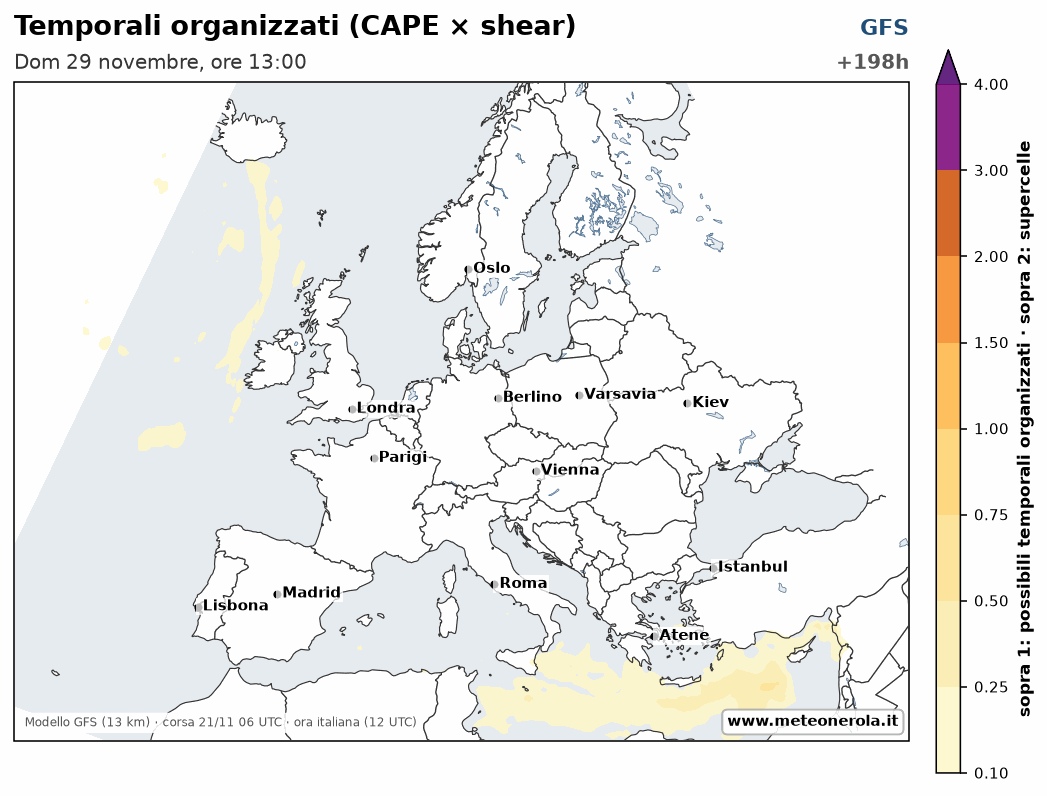 Temporali organizzati (CAPE × shear)
GFS
Dom 29 novembre, ore 13:00
+198h
4.00
3.00
2.00
1.50
1.00
0.75
0.50
0.25
0.10
sopra 1: possibili temporali organizzati · sopra 2: supercelle
Oslo
Londra
Berlino
Varsavia
Kiev
Parigi
Vienna
Istanbul
Roma
Madrid
Lisbona
Atene
Modello GFS (13 km) · corsa 21/11 06 UTC · ora italiana (12 UTC)
www.meteonerola.it